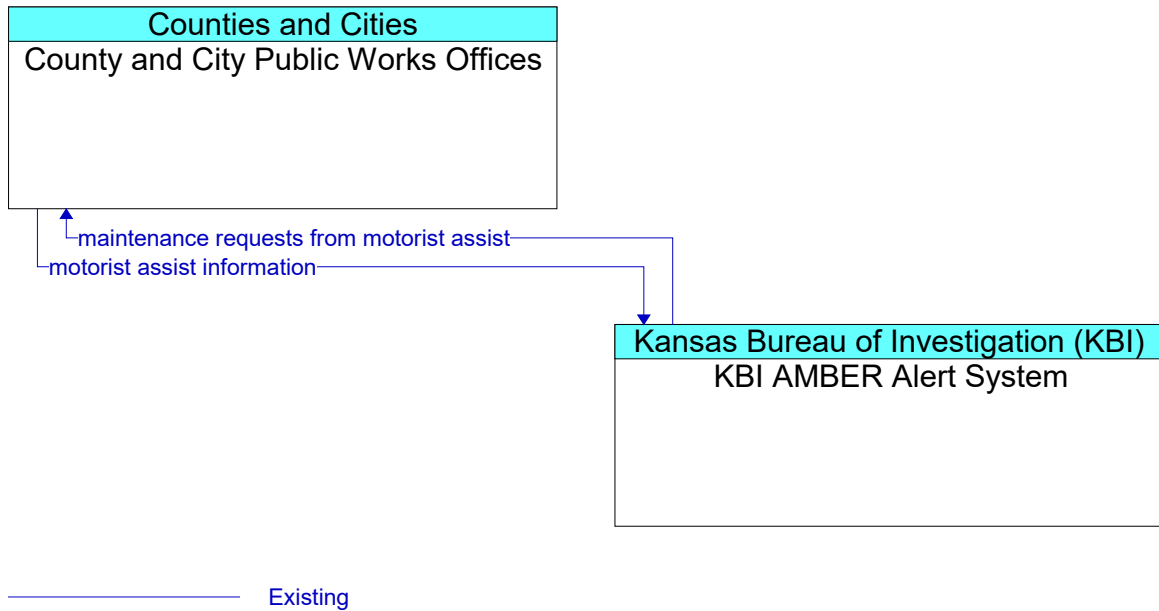 Counties and Cities
County and City Public Works Offices
maintenance requests from motorist assist
motorist assist information
Kansas Bureau of Investigation (KBI)
KBI AMBER Alert System
Existing